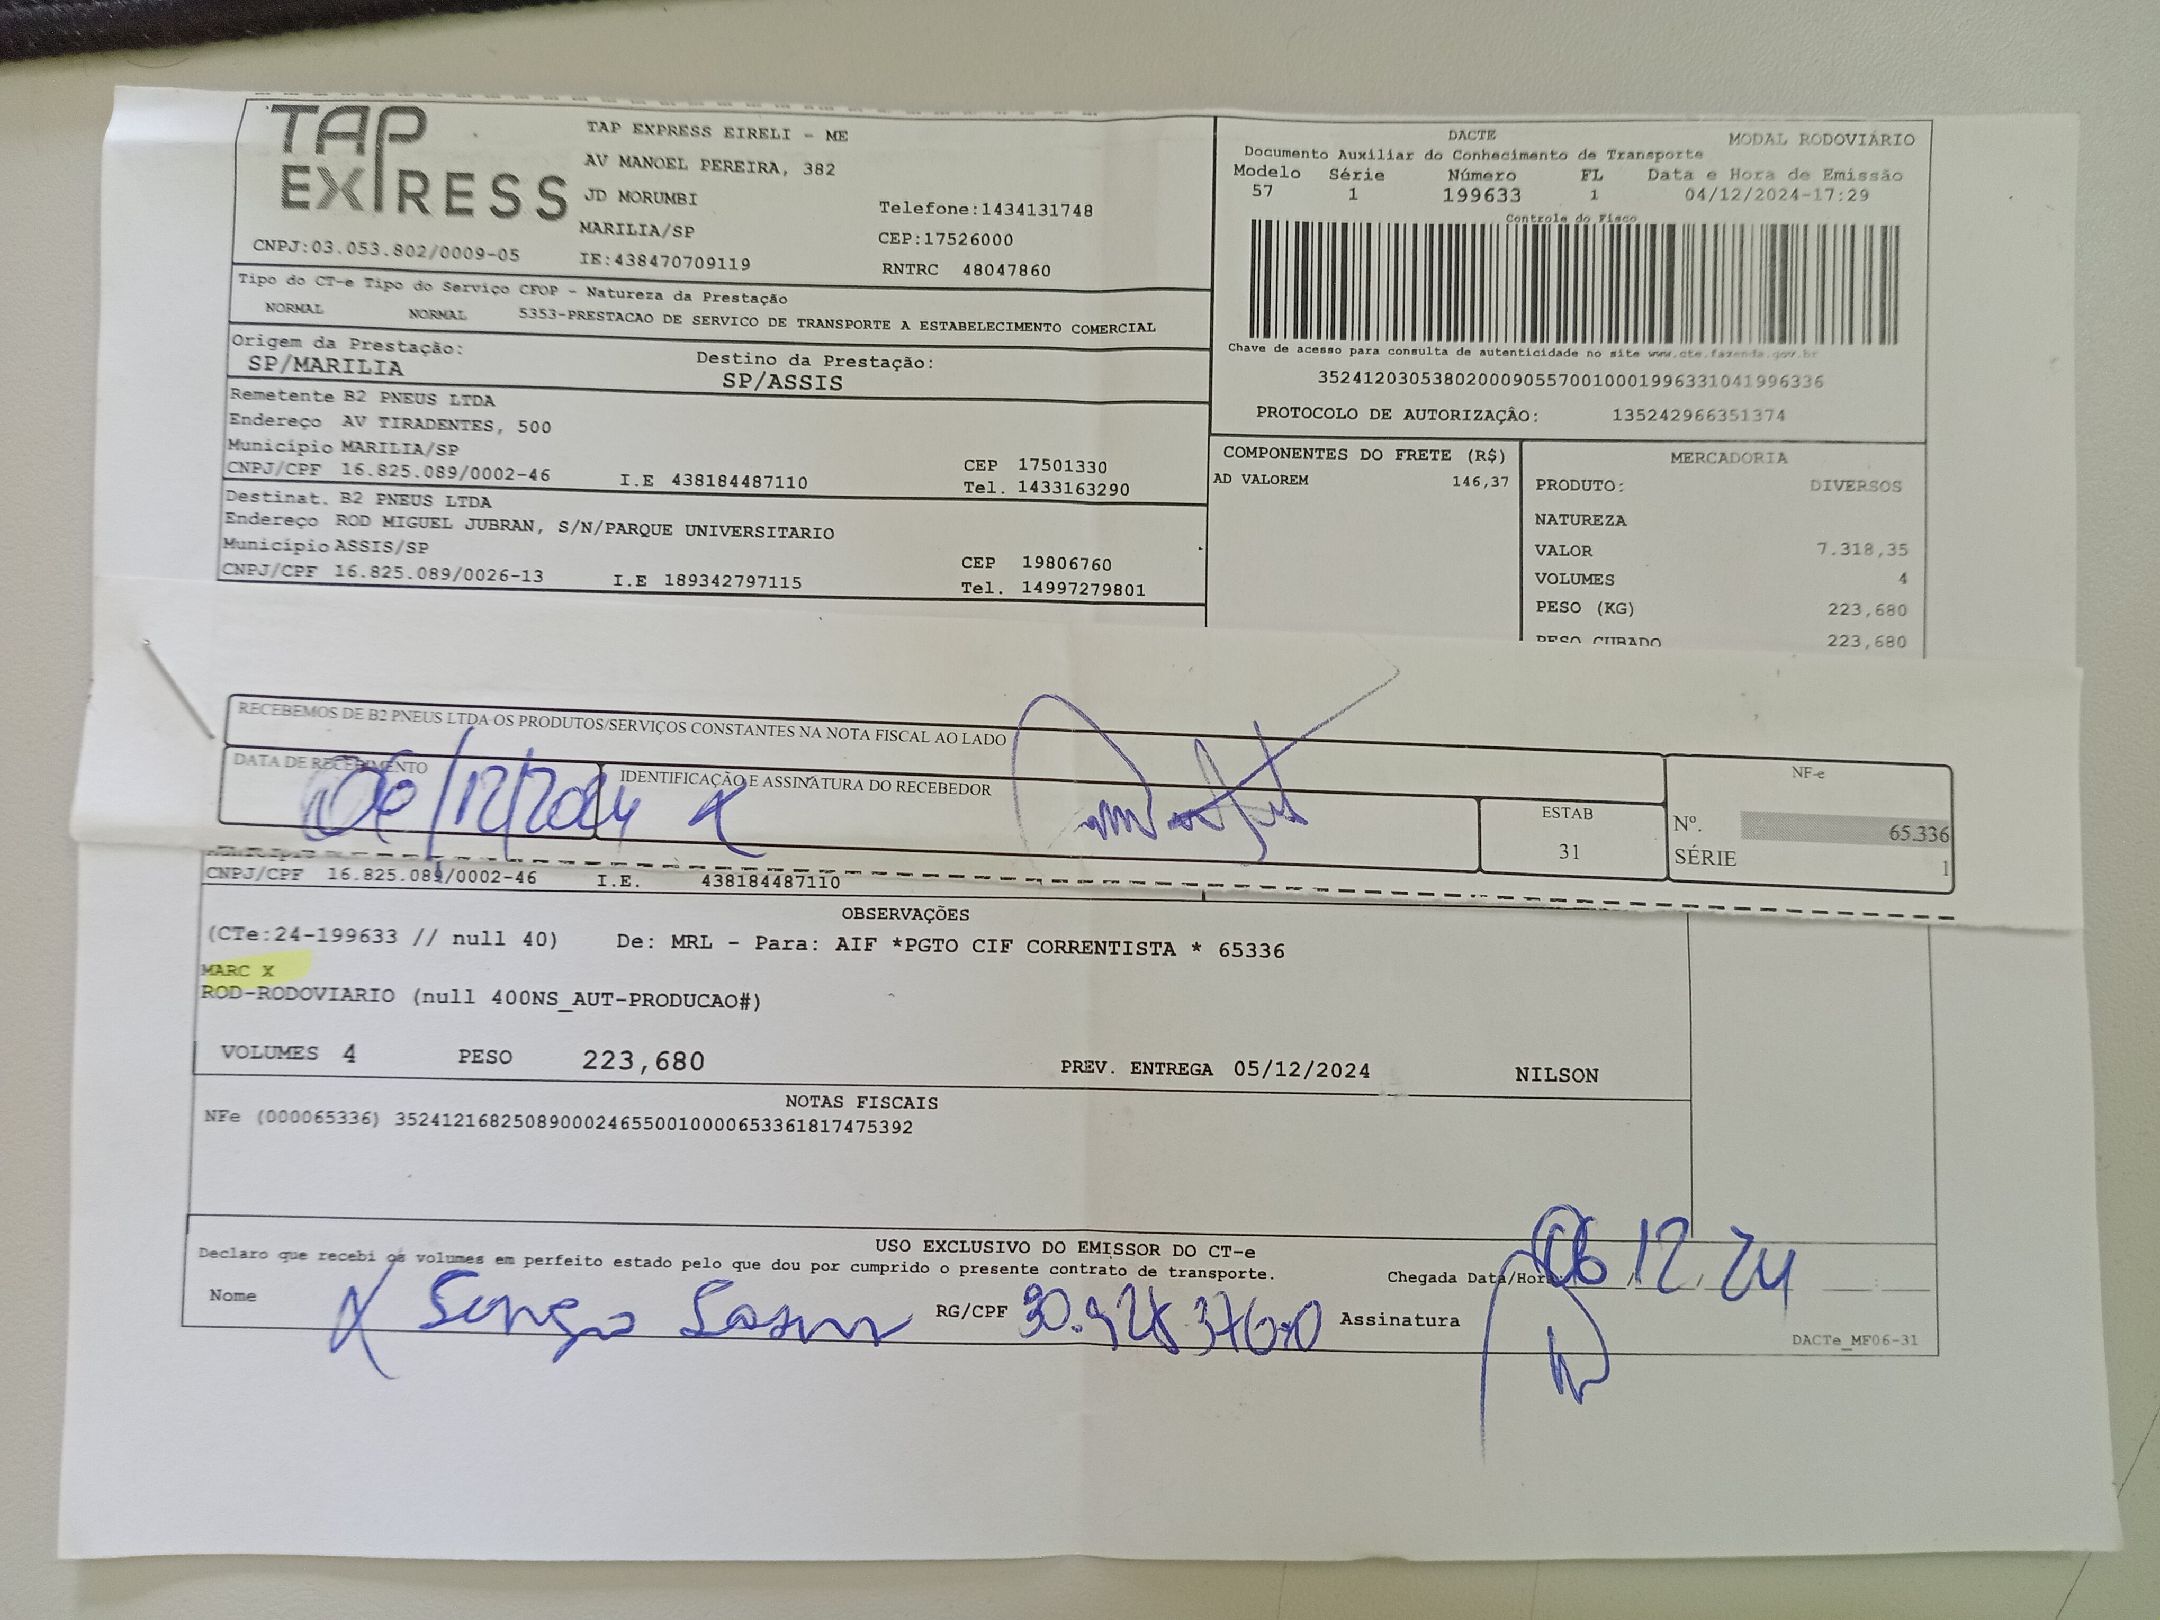 TAP EXPRESS
TAP EXPRESS EIRELI - ME
AV MANOEL PEREIRA, 382
JD MORUMBI
MARILIA/SP
Telefone:1434131748
CEP:17526000
CNPJ:03.053.802/0009-05
IE:438470709119
RNTRC 48047860
DACTE
MODAL RODOVIÁRIO
Documento Auxiliar do Conhecimento de Transporte
Modelo Série Número FL Data e Hora de Emissão
57 1 199633 1 04/12/2024-17:29
Controle do Fisco
Chave de acesso para consulta de autenticidade no site www.cte.fazenda.gov.br
35241203053802000905570010001996331041996336
PROTOCOLO DE AUTORIZAÇÂO: 135242966351374
Tipo do CT-e Tipo do Serviço CFOP - Natureza da Prestação
NORMAL NORMAL 5353-PRESTACAO DE SERVICO DE TRANSPORTE A ESTABELECIMENTO COMERCIAL
Origem da Prestação: Destino da Prestação:
SP/MARILIA SP/ASSIS
Remetente B2 PNEUS LTDA
Endereço AV TIRADENTES, 500
Município MARILIA/SP
CEP 17501330
CNPJ/CPF 16.825.089/0002-46 I.E 438184487110 Tel. 1433163290
Destinat. B2 PNEUS LTDA
Endereço ROD MIGUEL JUBRAN, S/N/PARQUE UNIVERSITARIO
Município ASSIS/SP
CEP 19806760
CNPJ/CPF 16.825.089/0026-13 I.E 189342797115 Tel. 14997279801
COMPONENTES DO FRETE (R$)
AD VALOREM 146,37
MERCADORIA
PRODUTO: DIVERSOS
NATUREZA
VALOR 7.318,35
VOLUMES 4
PESO (KG) 223,680
PESO CUBADO 223,680
RECEBEMOS DE B2 PNEUS LTDA OS PRODUTOS/SERVIÇOS CONSTANTES NA NOTA FISCAL AO LADO
DATA DE RECEBIMENTO
06/12/2024
IDENTIFICAÇÃO E ASSINATURA DO RECEBEDOR
X
ESTAB
31
NF-e
Nº. 65.336
SÉRIE 1
CNPJ/CPF 16.825.089/0002-46 I.E. 438184487110
OBSERVAÇÕES
(CTe:24-199633 // null 40) De: MRL - Para: AIF *PGTO CIF CORRENTISTA * 65336
MARC X
ROD-RODOVIARIO (null 400NS_AUT-PRODUCAO#)
VOLUMES 4 PESO 223,680 PREV. ENTREGA 05/12/2024 NILSON
NOTAS FISCAIS
NFe (000065336) 35241216825089000246550010000653361817475392
USO EXCLUSIVO DO EMISSOR DO CT-e
Declaro que recebi os volumes em perfeito estado pelo que dou por cumprido o presente contrato de transporte.
Chegada Data/Hora 06 12 24
Nome X RG/CPF Assinatura
DACTe_MF06-31